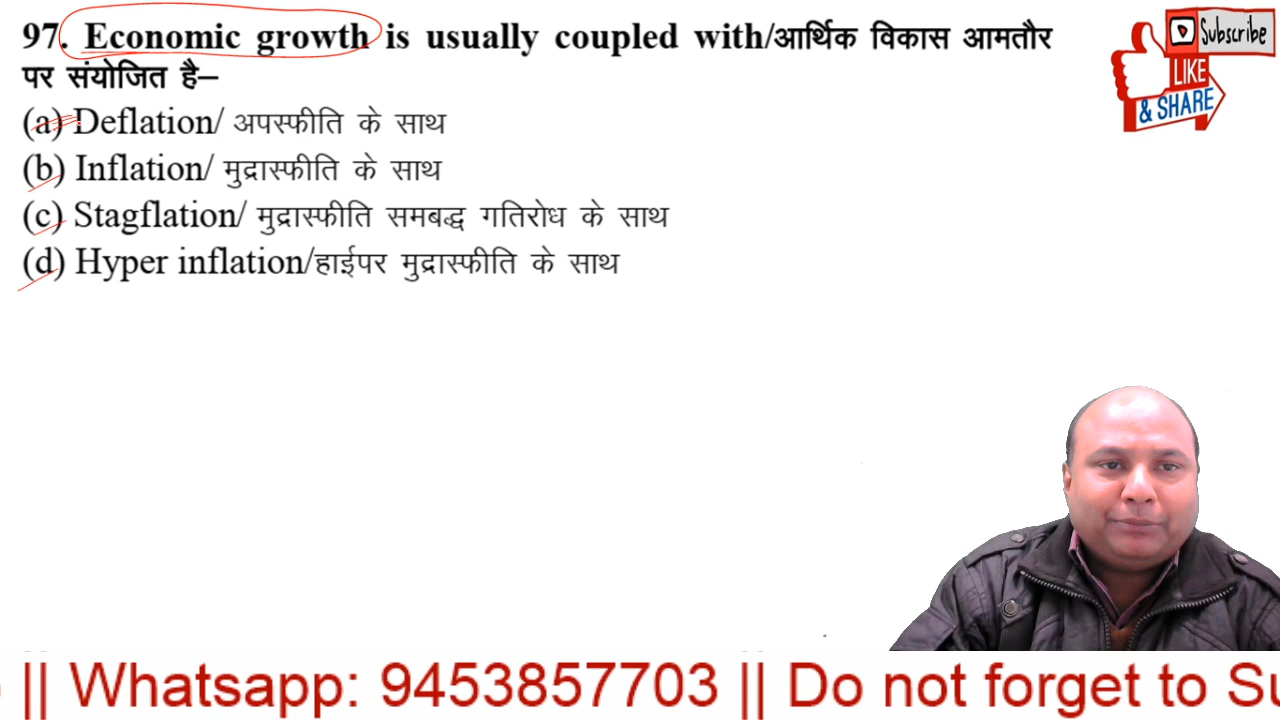 97. Economic growth is usually coupled with/आर्थिक विकास आमतौर
पर संयोजित है–
(a) Deflation/ अपस्फीति के साथ
(b) Inflation/ मुद्रास्फीति के साथ
(c) Stagflation/ मुद्रास्फीति समबद्ध गतिरोध के साथ
(d) Hyper inflation/हाईपर मुद्रास्फीति के साथ
Subscribe
LIKE
& SHARE
|| Whatsapp: 9453857703 || Do not forget to